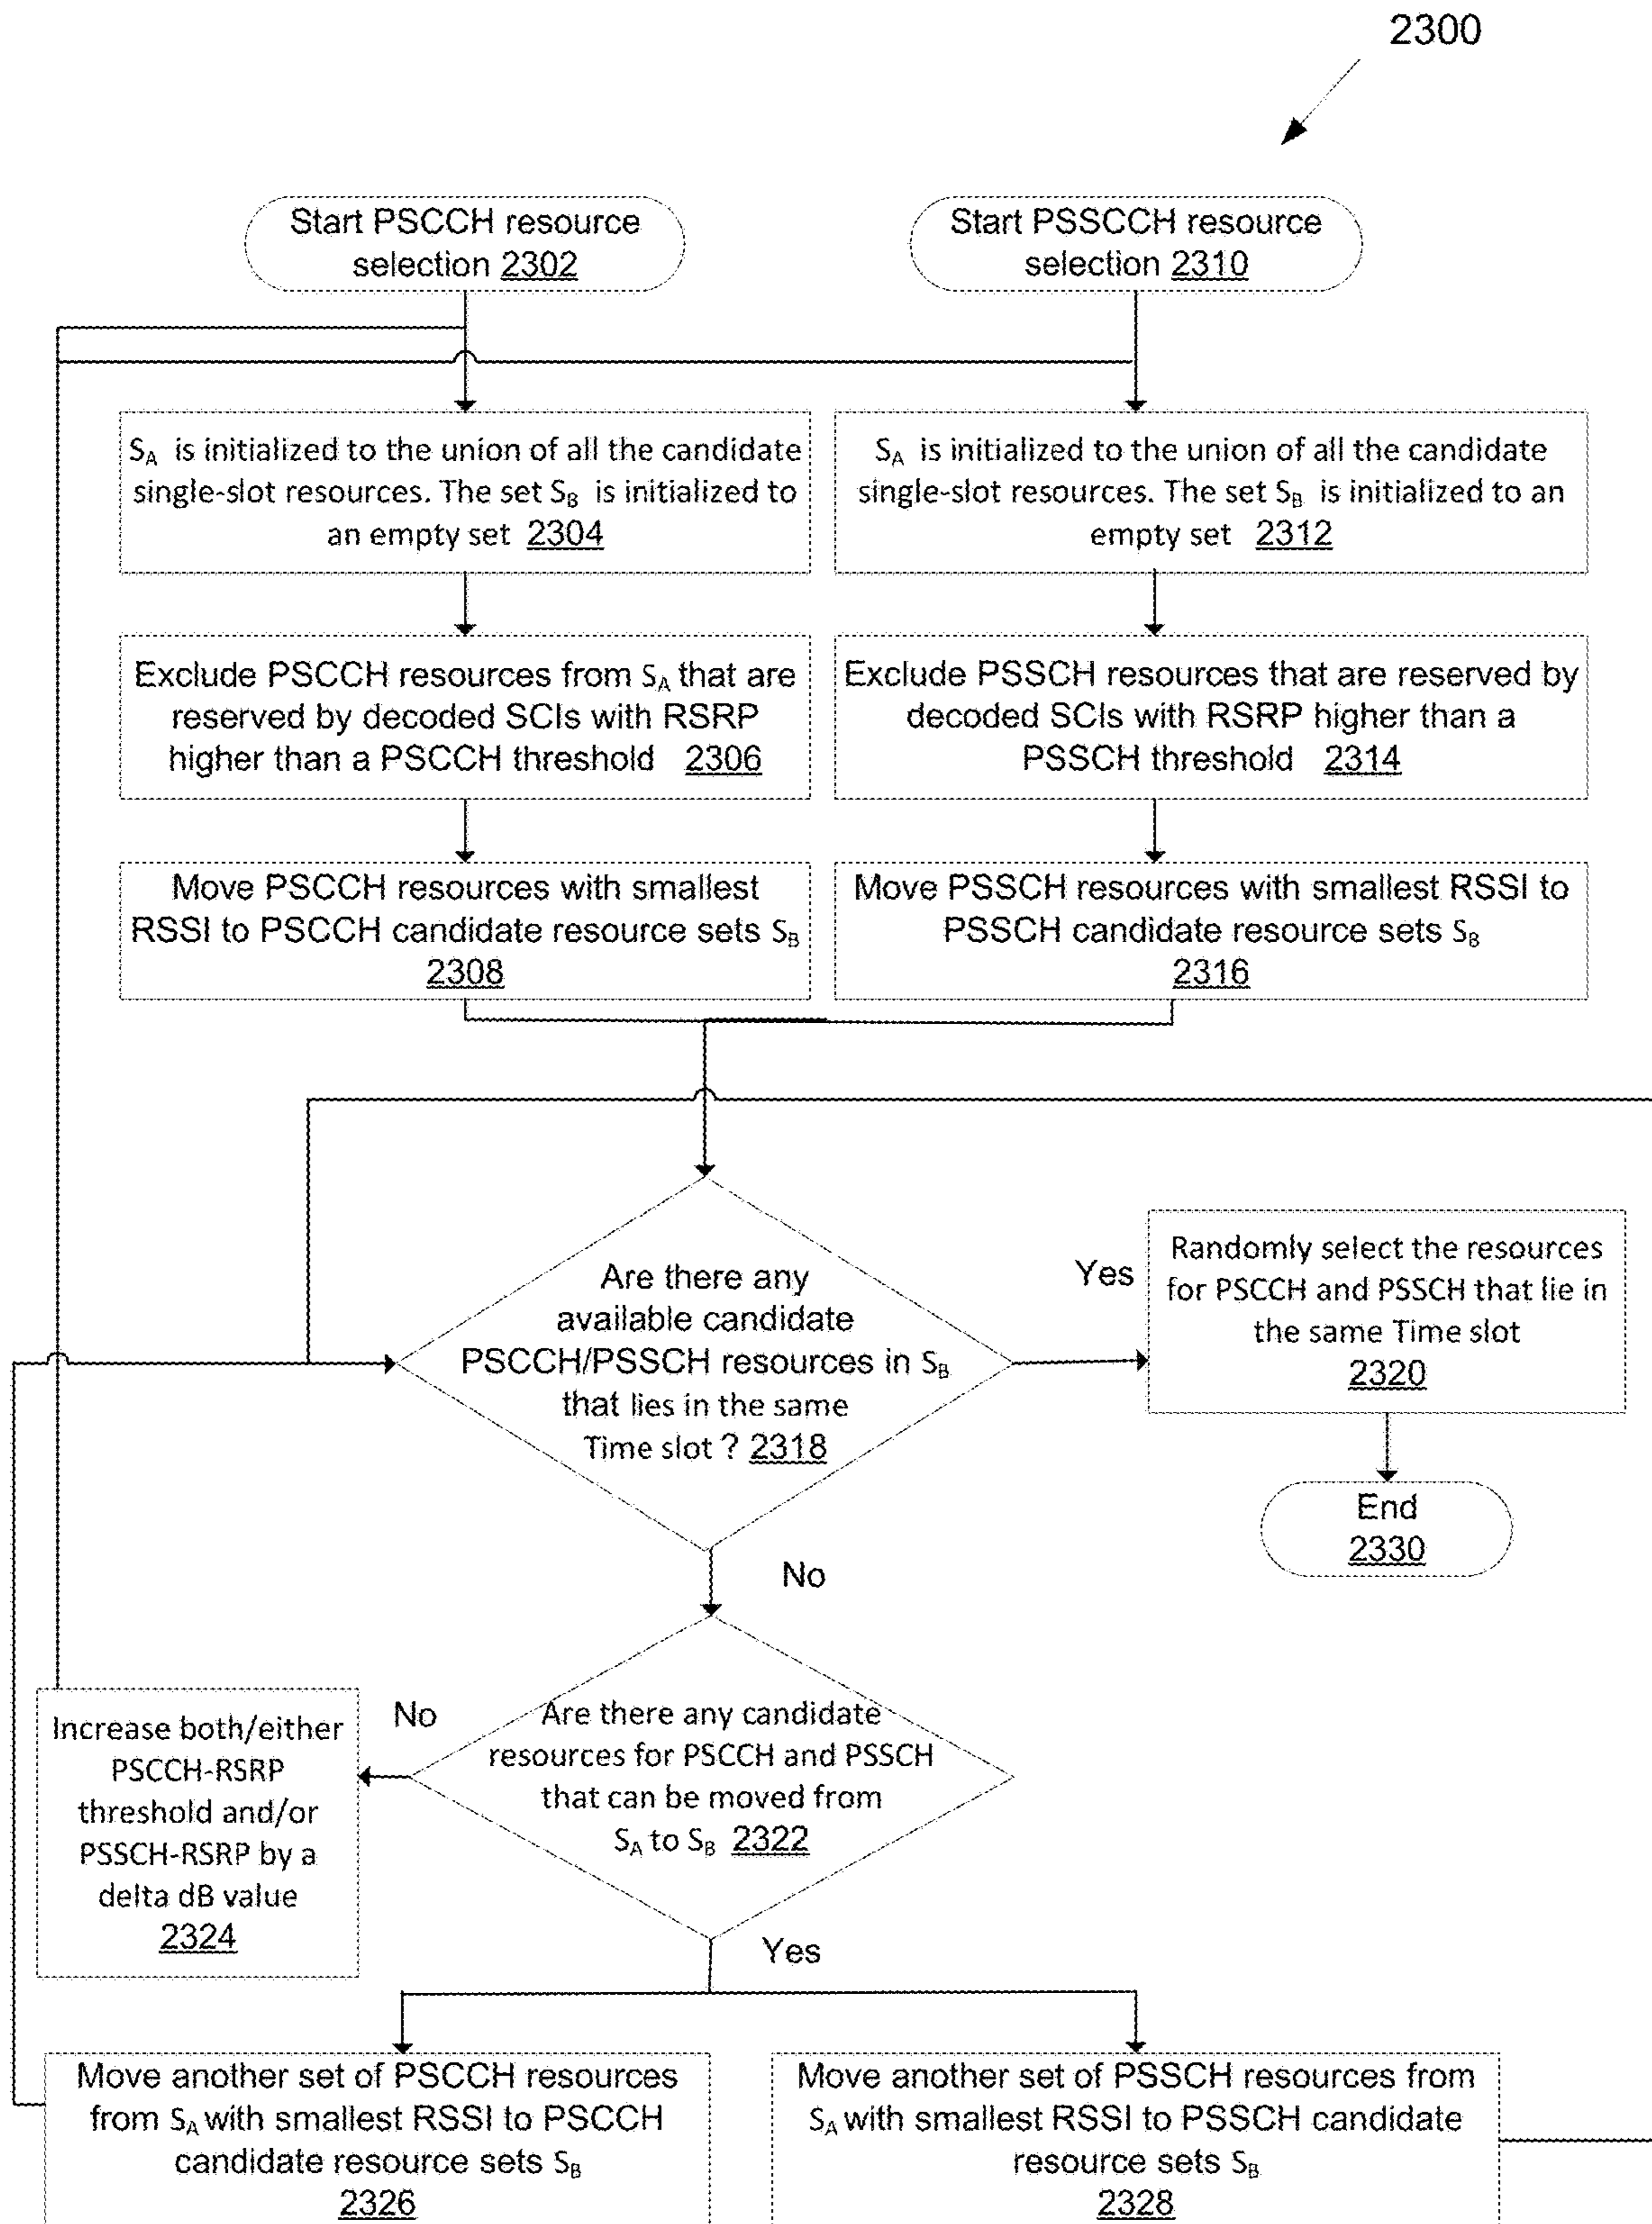 2300
Start PSCCH resource
selection 2302
Start PSSCCH resource
selection 2310
SA is initialized to the union of all the candidate
single-slot resources. The set SB is initialized to
an empty set 2304
SA is initialized to the union of all the candidate
single-slot resources. The set SB is initialized to an
empty set 2312
Exclude PSCCH resources from SA that are
reserved by decoded SCIs with RSRP
higher than a PSCCH threshold 2306
Exclude PSSCH resources that are reserved by
decoded SCIs with RSRP higher than a
PSSCH threshold 2314
Move PSCCH resources with smallest
RSSI to PSCCH candidate resource sets SB
2308
Move PSSCH resources with smallest RSSI to
PSSCH candidate resource sets SB
2316
Are there any
available candidate
PSCCH/PSSCH resources in SB
that lies in the same
Time slot ? 2318
Yes
Randomly select the resources
for PSCCH and PSSCH that lie in
the same Time slot
2320
End
2330
No
Are there any candidate
resources for PSCCH and PSSCH
that can be moved from
SA to SB 2322
No
Increase both/either
PSCCH-RSRP
threshold and/or
PSSCH-RSRP by a
delta dB value
2324
Yes
Move another set of PSCCH resources
from SA with smallest RSSI to PSCCH
candidate resource sets SB
2326
Move another set of PSSCH resources from
SA with smallest RSSI to PSSCH candidate
resource sets SB
2328